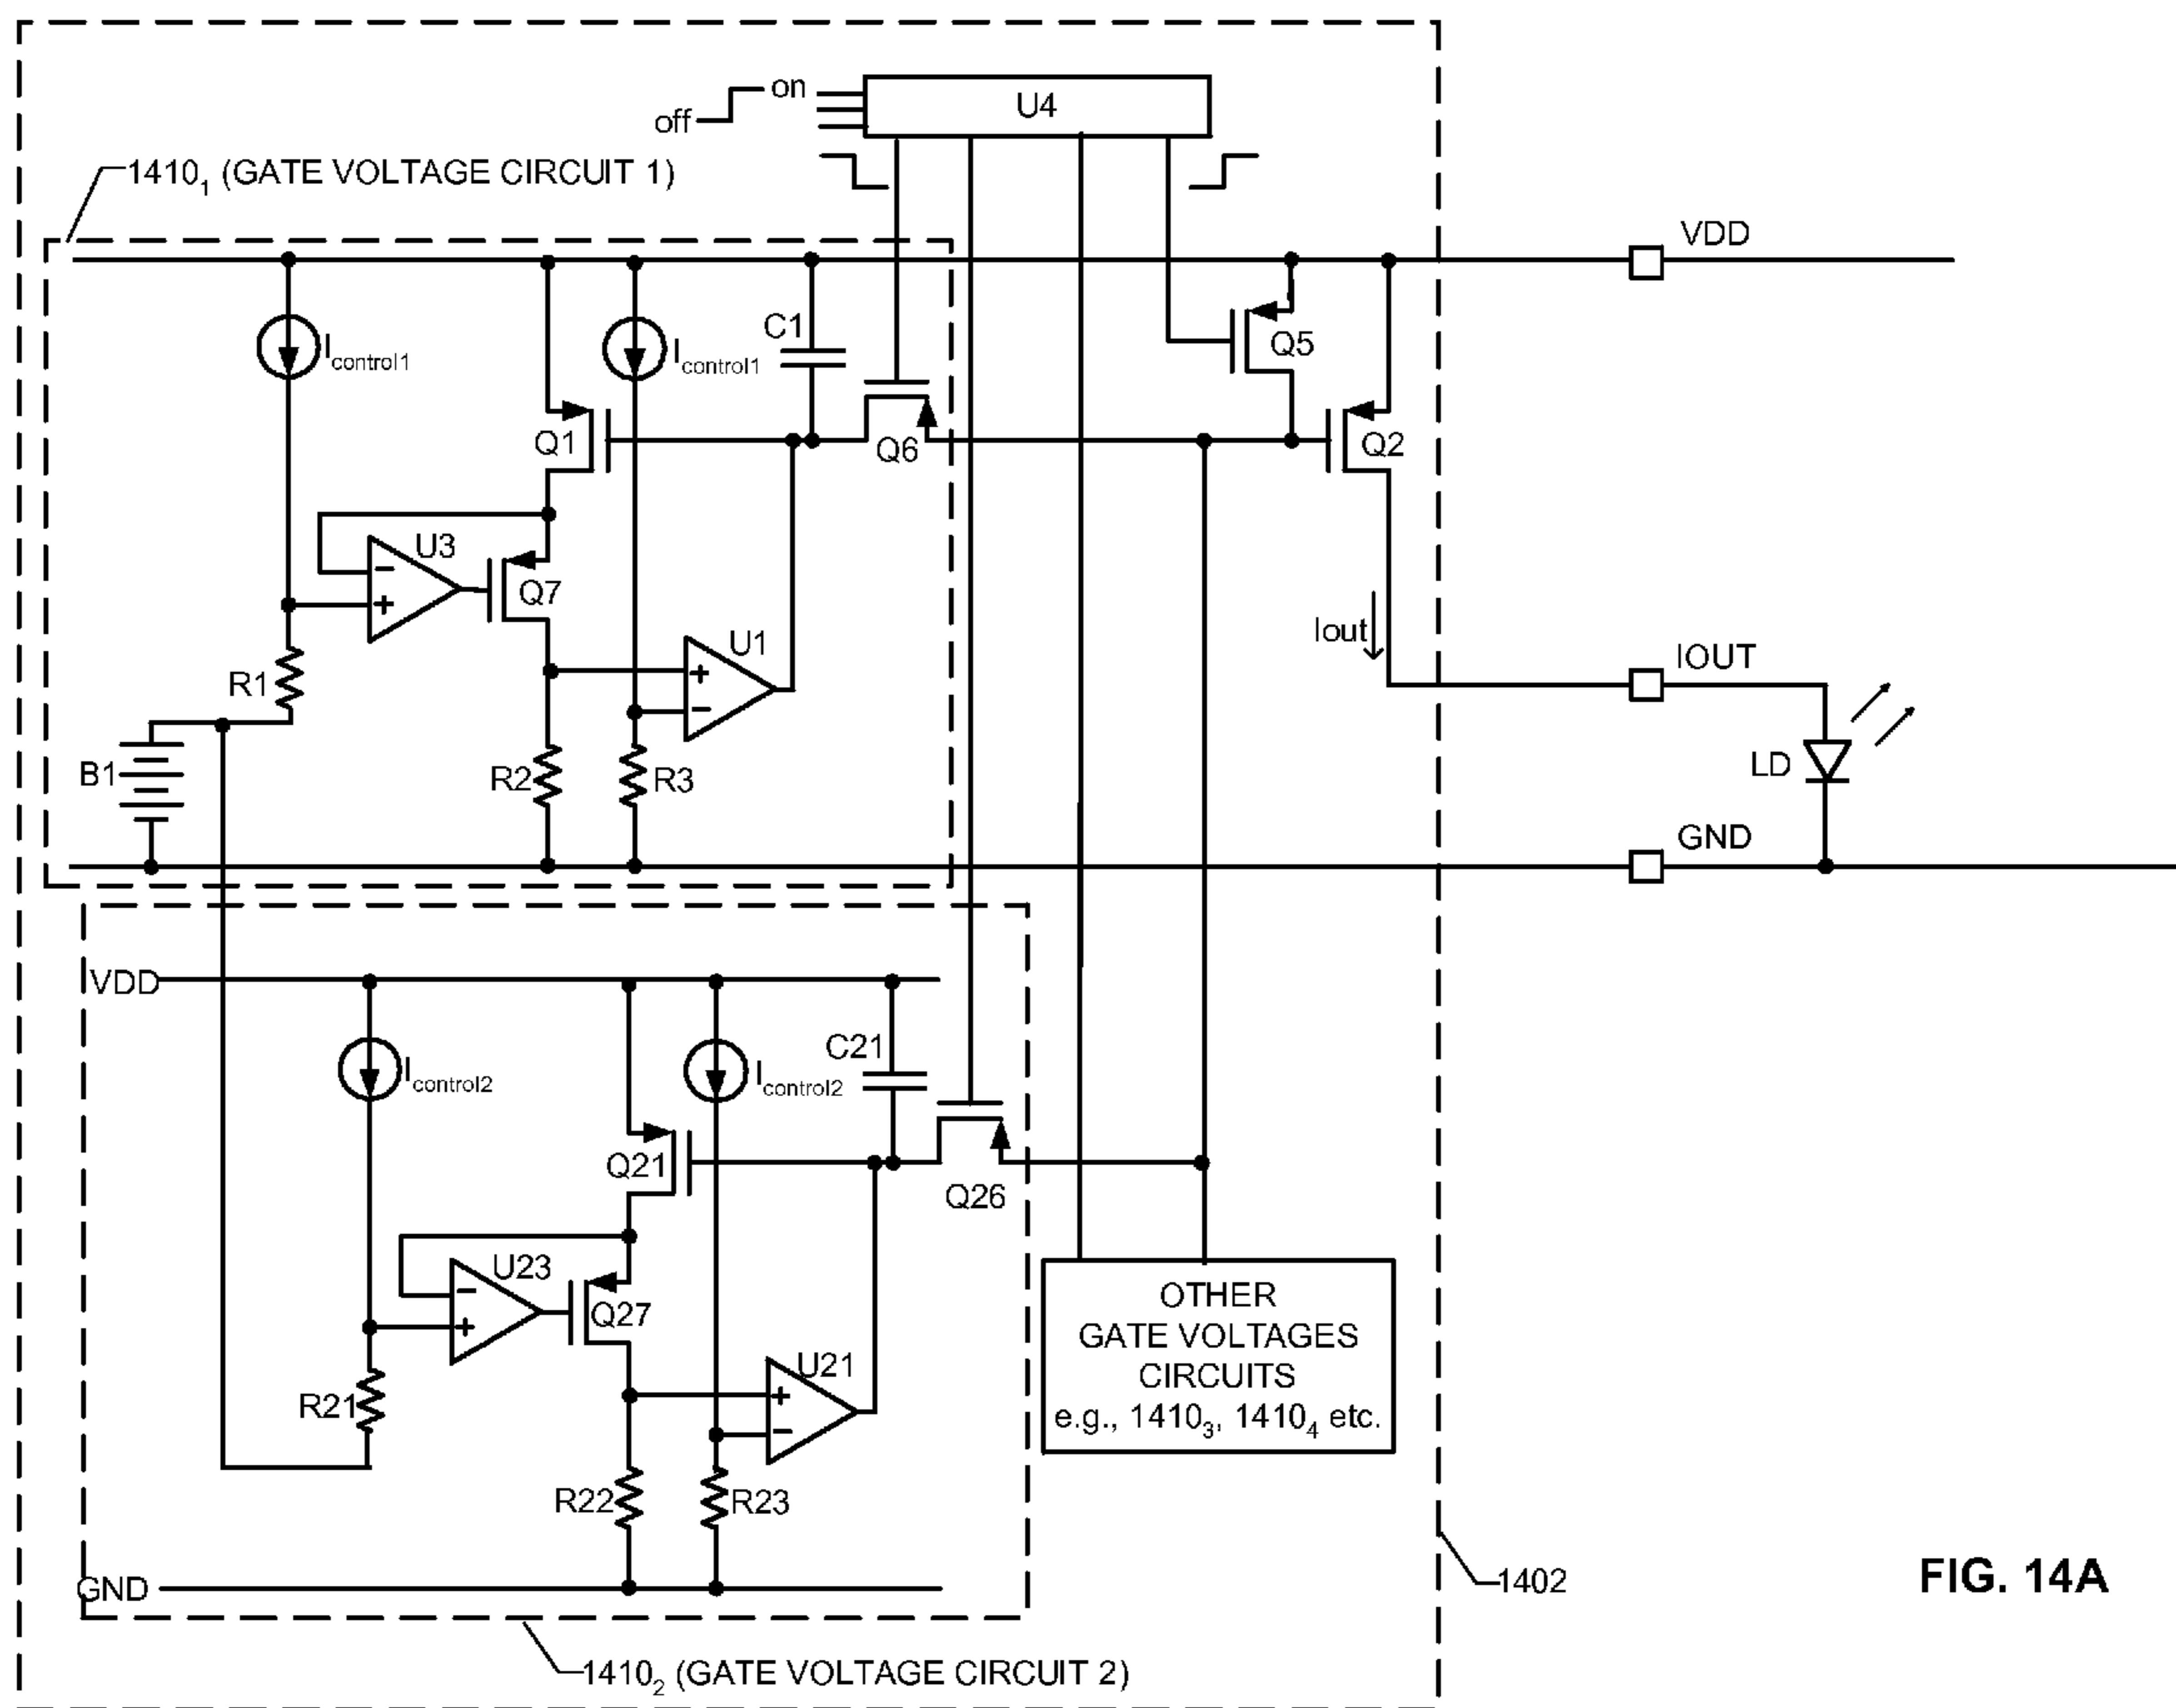 on
off
U4
1410₁ (GATE VOLTAGE CIRCUIT 1)
VDD
C1
Q5
Icontrol1
Icontrol1
Q1
Q6
Q2
U3
Q7
Iout
U1
IOUT
R1
+
−
+
−
B1
R2
R3
LD
GND
VDD
C21
Icontrol2
Icontrol2
Q21
Q26
U23
−
+
Q27
OTHER
GATE VOLTAGES
CIRCUITS
e.g., 1410₃, 1410₄ etc.
U21
+
−
R21
R22
R23
GND
1402
FIG. 14A
1410₂ (GATE VOLTAGE CIRCUIT 2)